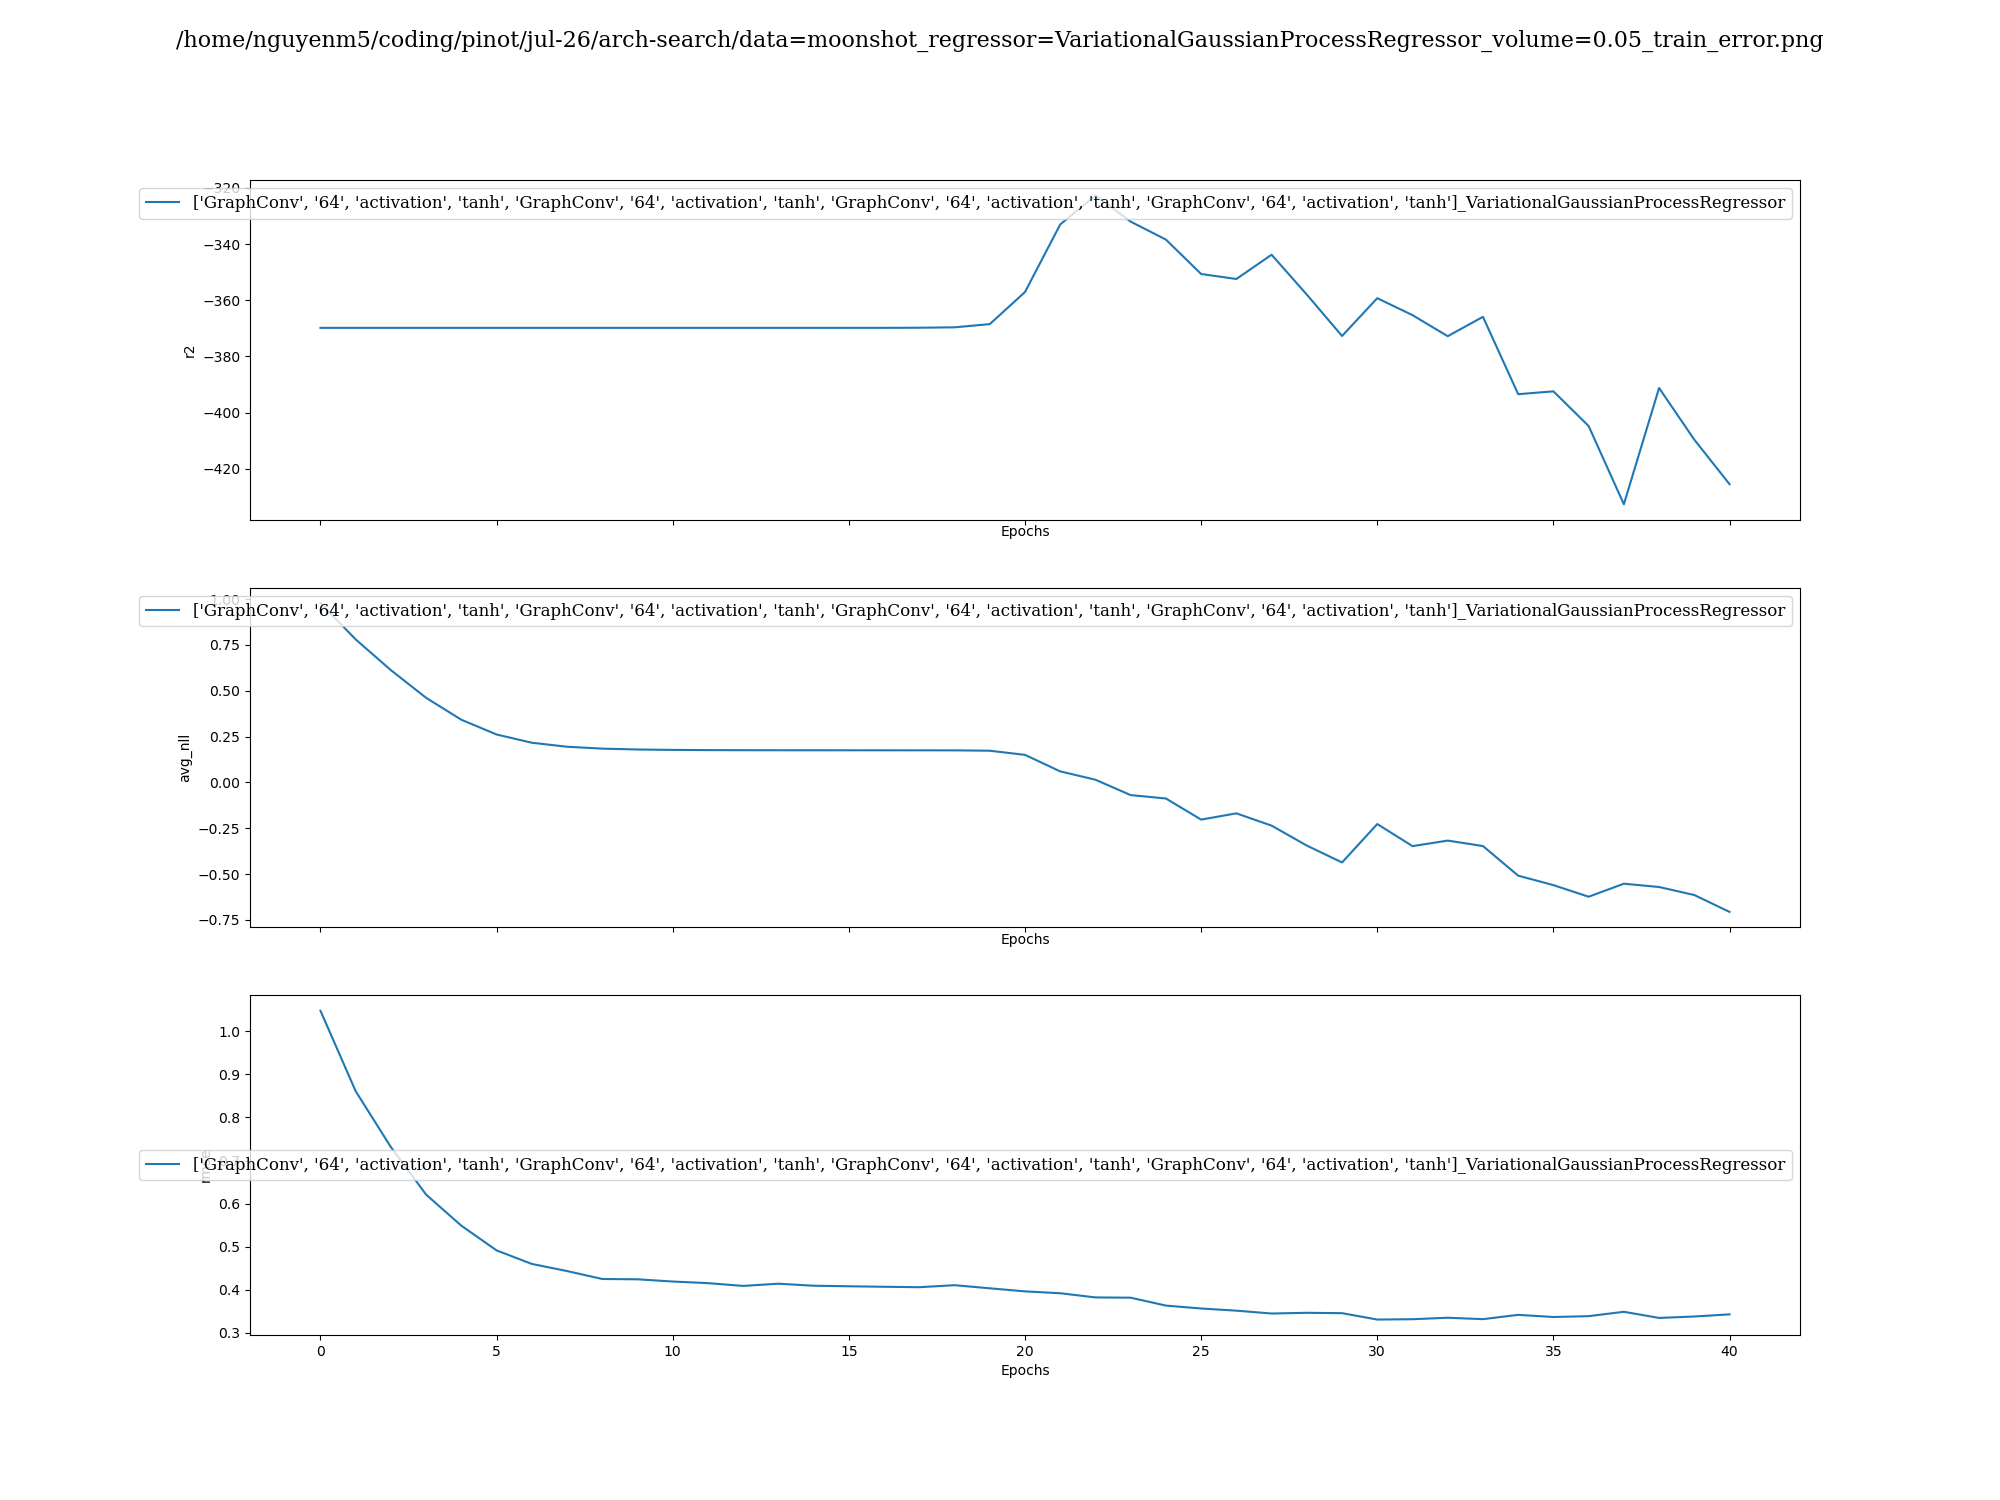 /home/nguyenm5/coding/pinot/jul-26/arch-search/data=moonshot_regressor=VariationalGaussianProcessRegressor_volume=0.05_train_error.png
−320
['GraphConv', '64', 'activation', 'tanh', 'GraphConv', '64', 'activation', 'tanh', 'GraphConv', '64', 'activation', 'tanh', 'GraphConv', '64', 'activation', 'tanh']_VariationalGaussianProcessRegressor
−340
−360
r2
−380
−400
−420
Epochs
1.00
['GraphConv', '64', 'activation', 'tanh', 'GraphConv', '64', 'activation', 'tanh', 'GraphConv', '64', 'activation', 'tanh', 'GraphConv', '64', 'activation', 'tanh']_VariationalGaussianProcessRegressor
0.75
0.50
0.25
avg_nll
0.00
−0.25
−0.50
−0.75
Epochs
1.0
0.9
0.8
['GraphConv', '64', 'activation', 'tanh', 'GraphConv', '64', 'activation', 'tanh', 'GraphConv', '64', 'activation', 'tanh', 'GraphConv', '64', 'activation', 'tanh']_VariationalGaussianProcessRegressor
0.6
0.5
0.4
0.3
0 5 10 15 20 25 30 35 40
Epochs